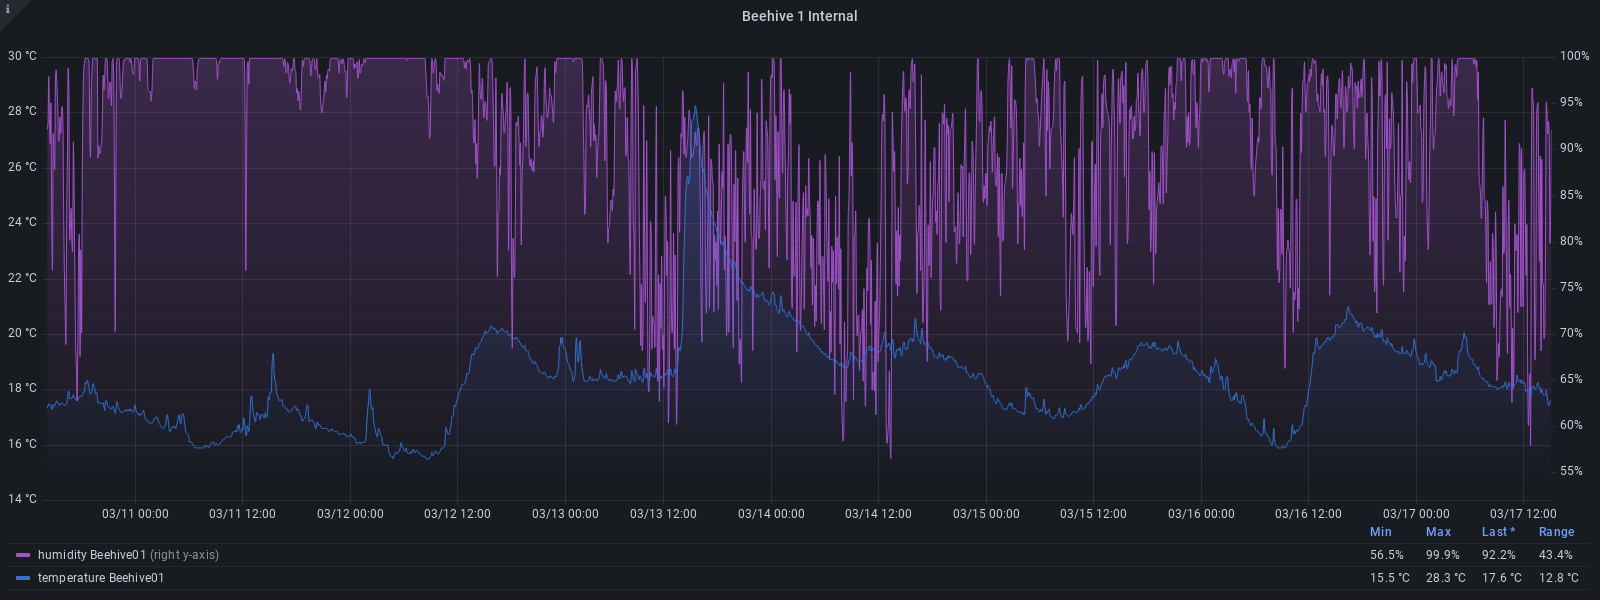 i
Beehive 1 Internal
30 °C 100%
28 °C 95%
26 °C 90%
24 °C 85%
22 °C 80%
20 °C 75%
18 °C 70%
16 °C 65%
14 °C 60%
55%
03/11 00:00 03/11 12:00 03/12 00:00 03/12 12:00 03/13 00:00 03/13 12:00 03/14 00:00 03/14 12:00 03/15 00:00 03/15 12:00 03/16 00:00 03/16 12:00 03/17 00:00 03/17 12:00
Min Max Last * Range
humidity Beehive01 (right y-axis) 56.5% 99.9% 92.2% 43.4%
temperature Beehive01 15.5 °C 28.3 °C 17.6 °C 12.8 °C